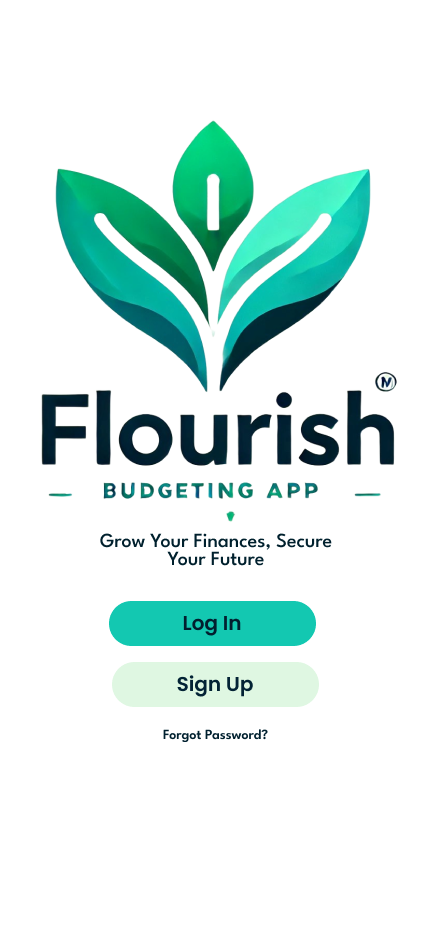 Flourish
M
BUDGETING APP
Grow Your Finances, Secure
Your Future
Log In
Sign Up
Forgot Password?